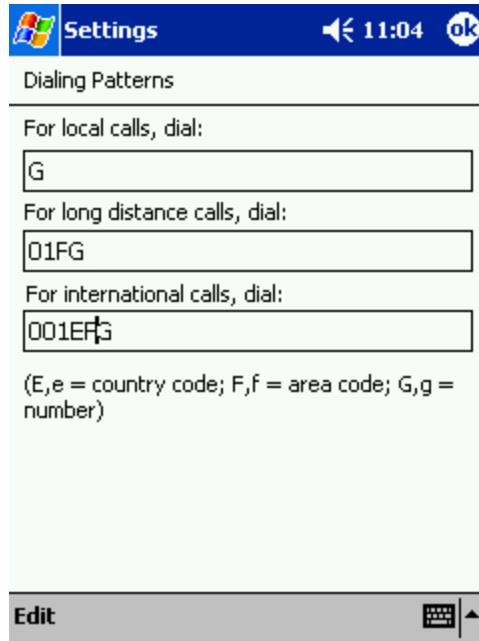 Settings 11:04 ok
Dialing Patterns
For local calls, dial:
G
For long distance calls, dial:
01FG
For international calls, dial:
001EFG
(E,e = country code; F,f = area code; G,g =
number)
Edit